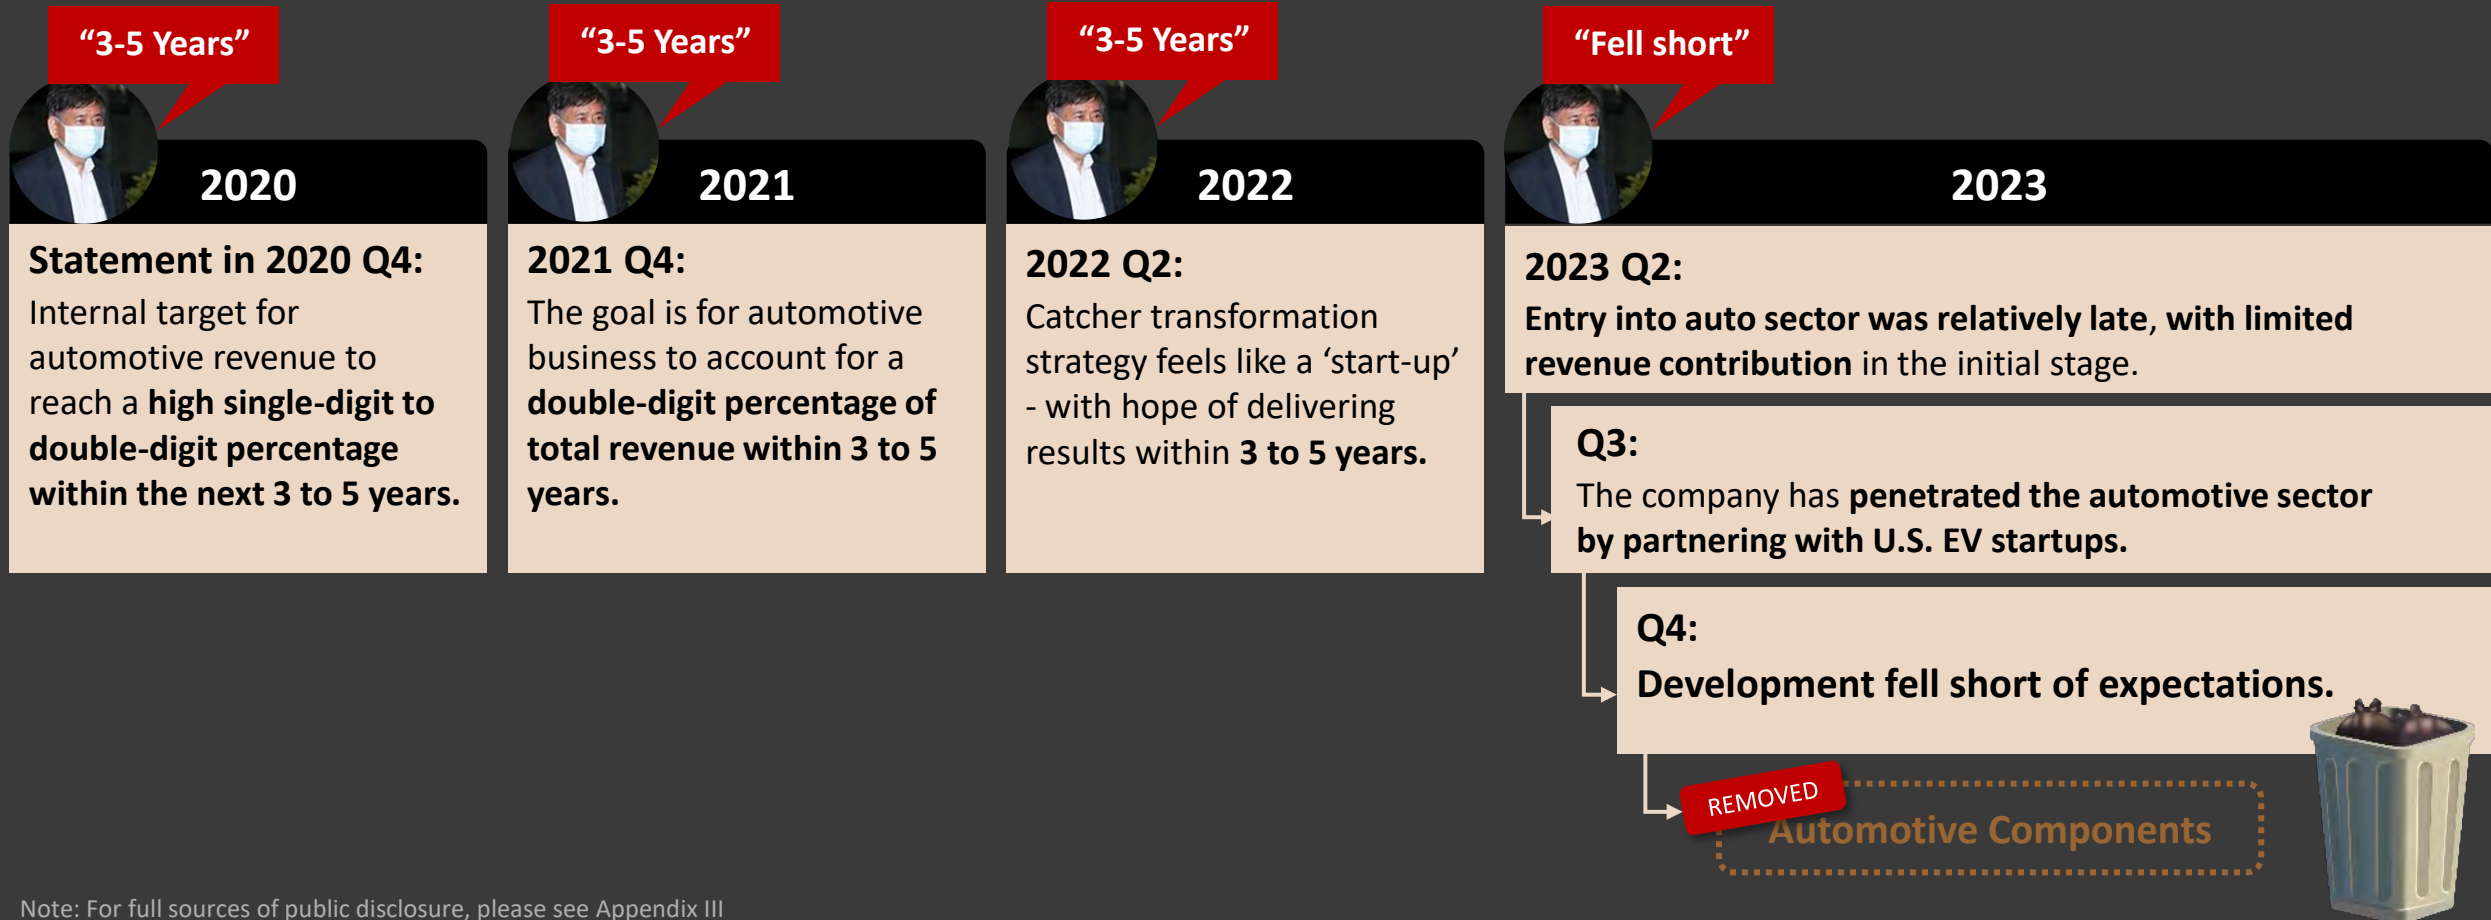 “3-5 Years”
2020
Statement in 2020 Q4:
Internal target for
automotive revenue to
reach a high single-digit to
double-digit percentage
within the next 3 to 5 years.
“3-5 Years”
2021
2021 Q4:
The goal is for automotive
business to account for a
double-digit percentage of
total revenue within 3 to 5
years.
“3-5 Years”
2022
2022 Q2:
Catcher transformation
strategy feels like a ‘start-up’
- with hope of delivering
results within 3 to 5 years.
“Fell short”
2023
2023 Q2:
Entry into auto sector was relatively late, with limited
revenue contribution in the initial stage.
Q3:
The company has penetrated the automotive sector
by partnering with U.S. EV startups.
Q4:
Development fell short of expectations.
REMOVED
Automotive Components
Note: For full sources of public disclosure, please see Appendix III